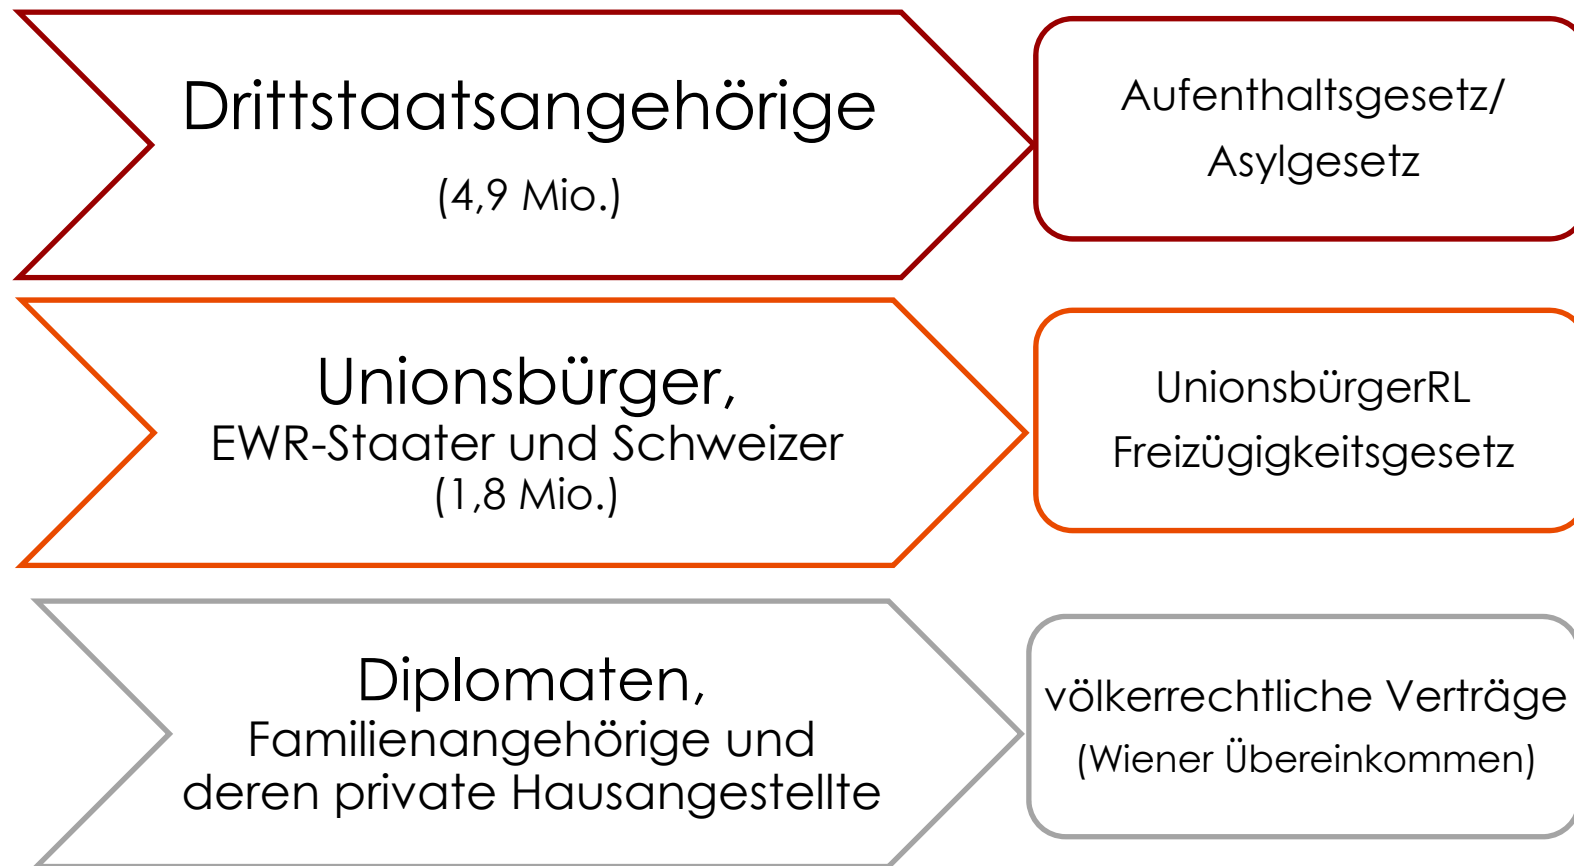 Drittstaatsangehörige
(4,9 Mio.)
Aufenthaltsgesetz/
Asylgesetz
Unionsbürger,
EWR-Staater und Schweizer
(1,8 Mio.)
UnionsbürgerRL
Freizügigkeitsgesetz
Diplomaten,
Familienangehörige und
deren private Hausangestellte
völkerrechtliche Verträge
(Wiener Übereinkommen)